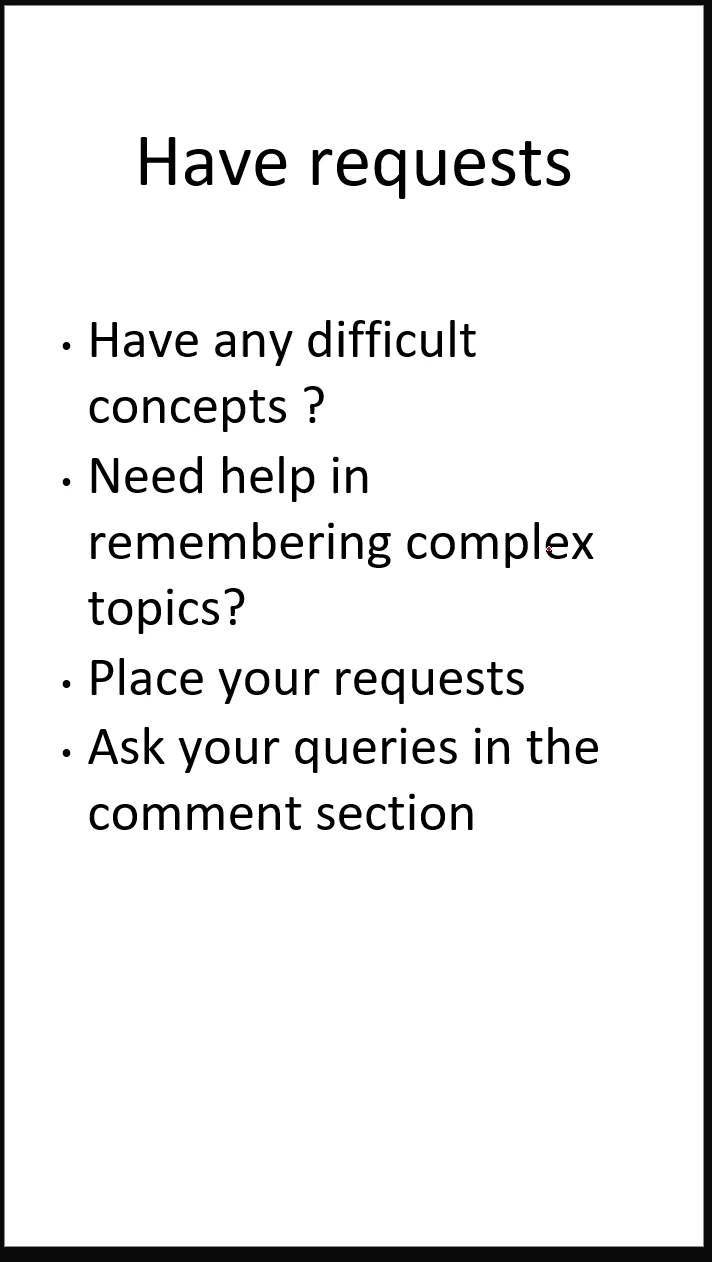 Have requests
• Have any difficult
concepts ?
• Need help in
remembering complex
topics?
• Place your requests
• Ask your queries in the
comment section